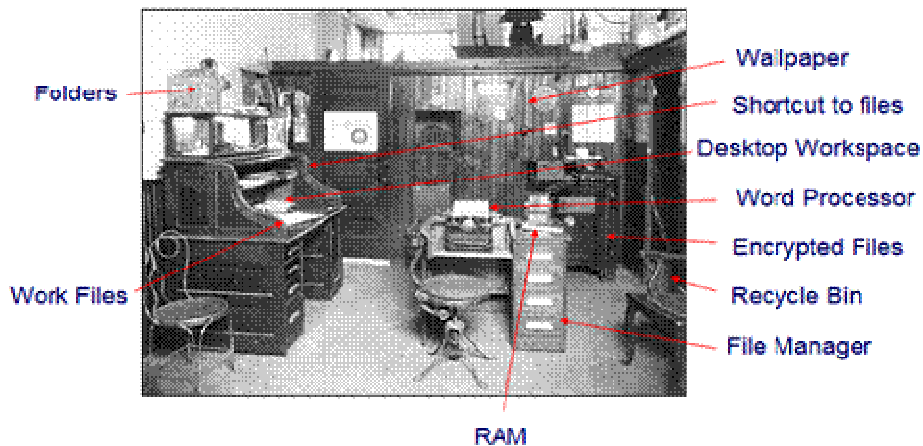 Folders
Work Files
Wallpaper
Shortcut to files
Desktop Workspace
Word Processor
Encrypted Files
Recycle Bin
File Manager
RAM